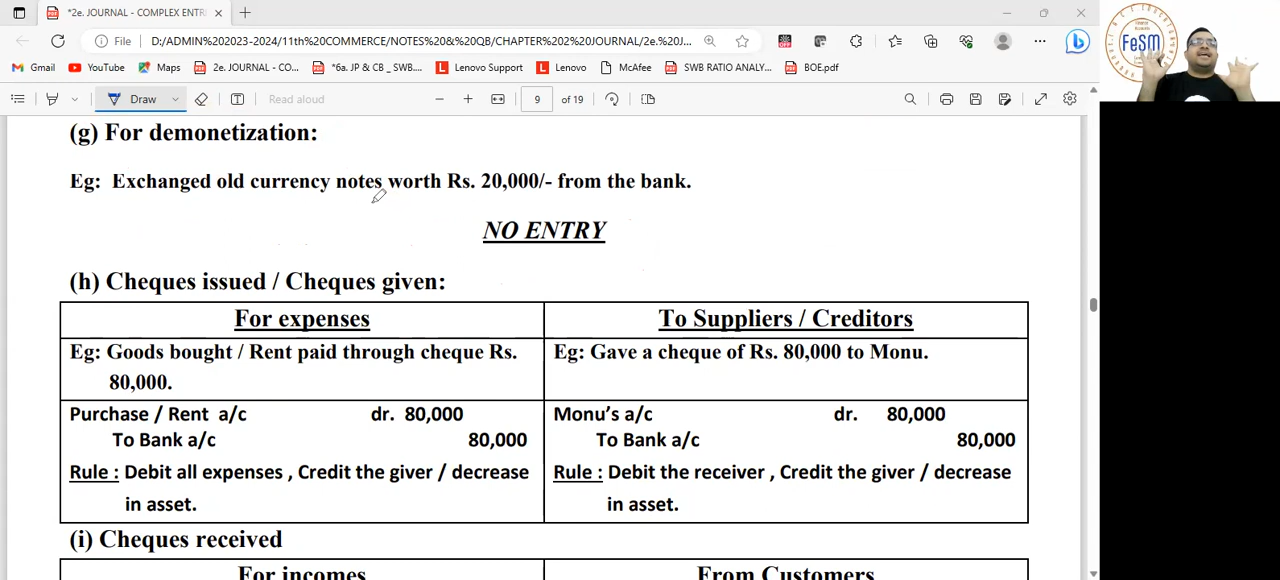 *2e. JOURNAL - COMPLEX ENTR
File D:/ADMIN%202023-2024/11th%20COMMERCE/NOTES%20&%20QB/CHAPTER%202%20JOURNAL/2e.%20J...
OFF
Gmail YouTube Maps 2e. JOURNAL - CO... *6a. JP & CB _ SWB.... Lenovo Support Lenovo McAfee SWB RATIO ANALY... BOE.pdf
Draw Read aloud 9 of 19
FeSM
(g) For demonetization:
Eg: Exchanged old currency notes worth Rs. 20,000/- from the bank.
NO ENTRY
(h) Cheques issued / Cheques given:
For expenses To Suppliers / Creditors
Eg: Goods bought / Rent paid through cheque Rs. Eg: Gave a cheque of Rs. 80,000 to Monu.
80,000.
Purchase / Rent a/c dr. 80,000 Monu's a/c dr. 80,000
To Bank a/c 80,000 To Bank a/c 80,000
Rule : Debit all expenses , Credit the giver / decrease Rule : Debit the receiver , Credit the giver / decrease
in asset. in asset.
(i) Cheques received
For incomes From Customers